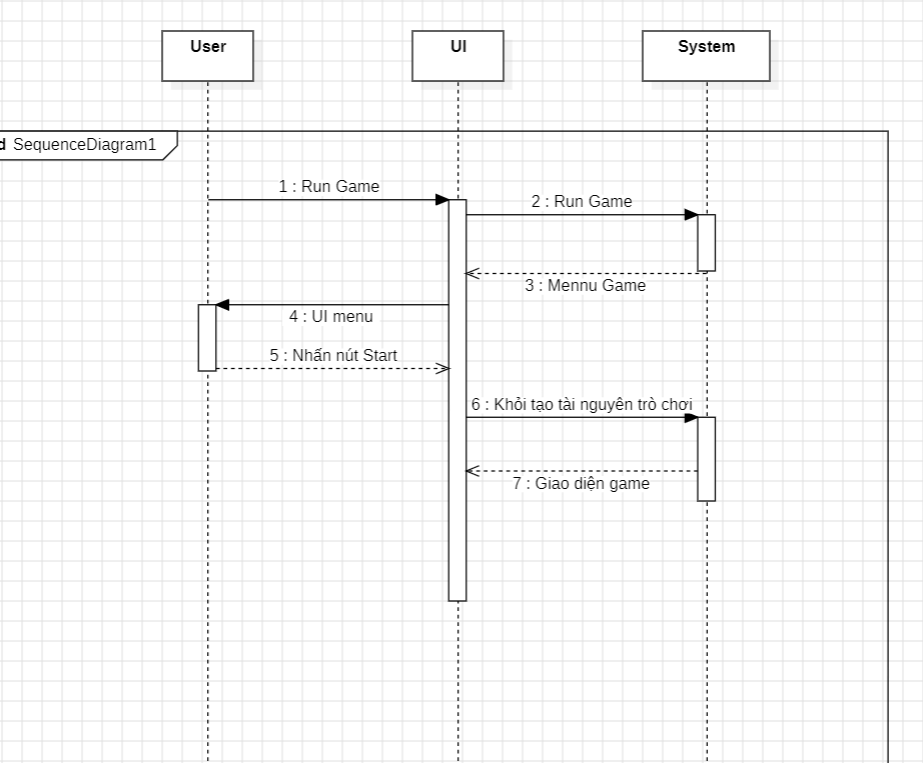 User
UI
System
d SequenceDiagram1
1 : Run Game
2 : Run Game
3 : Mennu Game
4 : UI menu
5 : Nhấn nút Start
6 : Khỏi tạo tài nguyên trò chơi
7 : Giao diện game